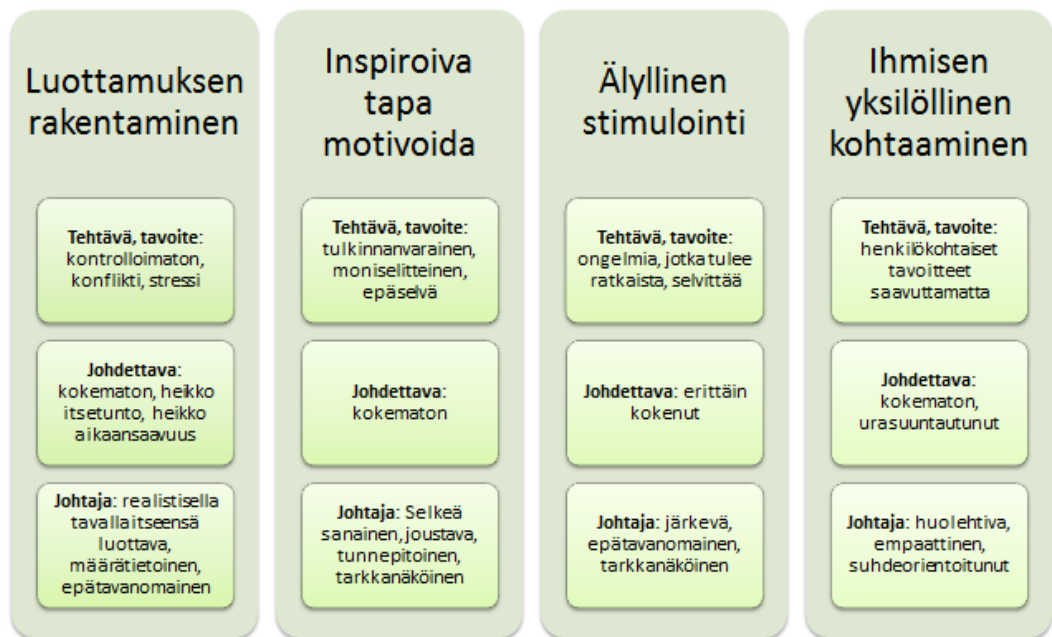 Luottamuksen
rakentaminen
Tehtävä, tavoite:
kontrolloimaton,
konflikti, stressi
Johdettava:
kokematon, heikko
itsetunto, heikko
aikaansaavuus
Johtaja: realistisella
tavalla itseensä
luottava,
määrätietoinen,
epätavanomainen
Inspiroiva
tapa
motivoida
Tehtävä, tavoite:
tulkinnanvarainen,
moniselitteinen,
epäselvä
Johdettava:
kokematon
Johtaja: Selkeä
sanainen, joustava,
tunnepitoinen,
tarkkanäköinen
Älyllinen
stimulointi
Tehtävä, tavoite:
ongelmia, jotka tulee
ratkaista, selvittää
Johdettava: erittäin
kokenut
Johtaja: järkevä,
epätavanomainen,
tarkkanäköinen
Ihmisen
yksilöllinen
kohtaaminen
Tehtävä, tavoite:
henkilökohtaiset
tavoitteet
saavuttamatta
Johdettava:
kokematon,
urasuuntautunut
Johtaja: huolehtiva,
empaattinen,
suhdeorientoitunut